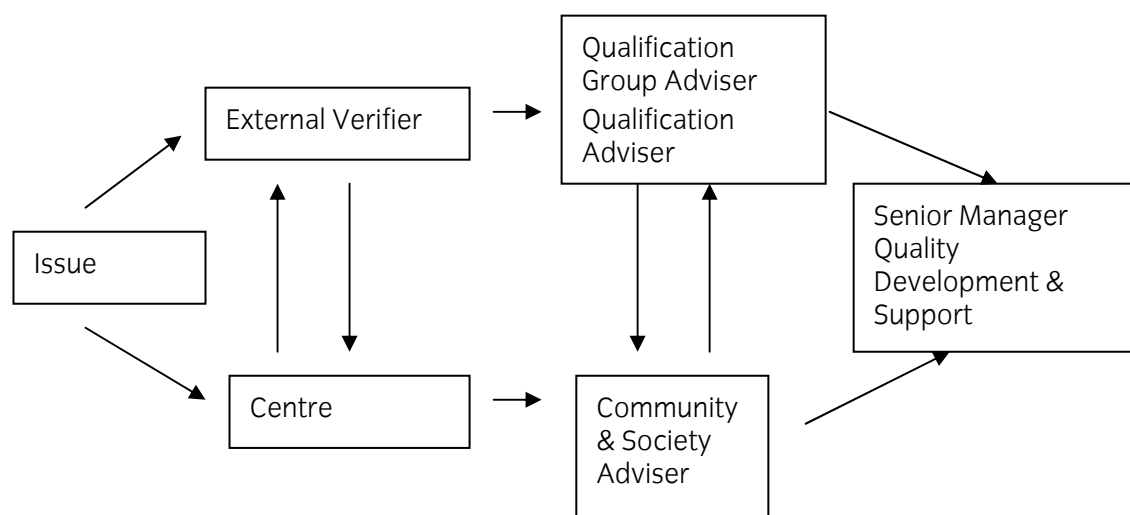 Qualification
Group Adviser
Qualification
Adviser
External Verifier
Senior Manager
Quality
Development &
Support
Issue
Centre
Community
& Society
Adviser